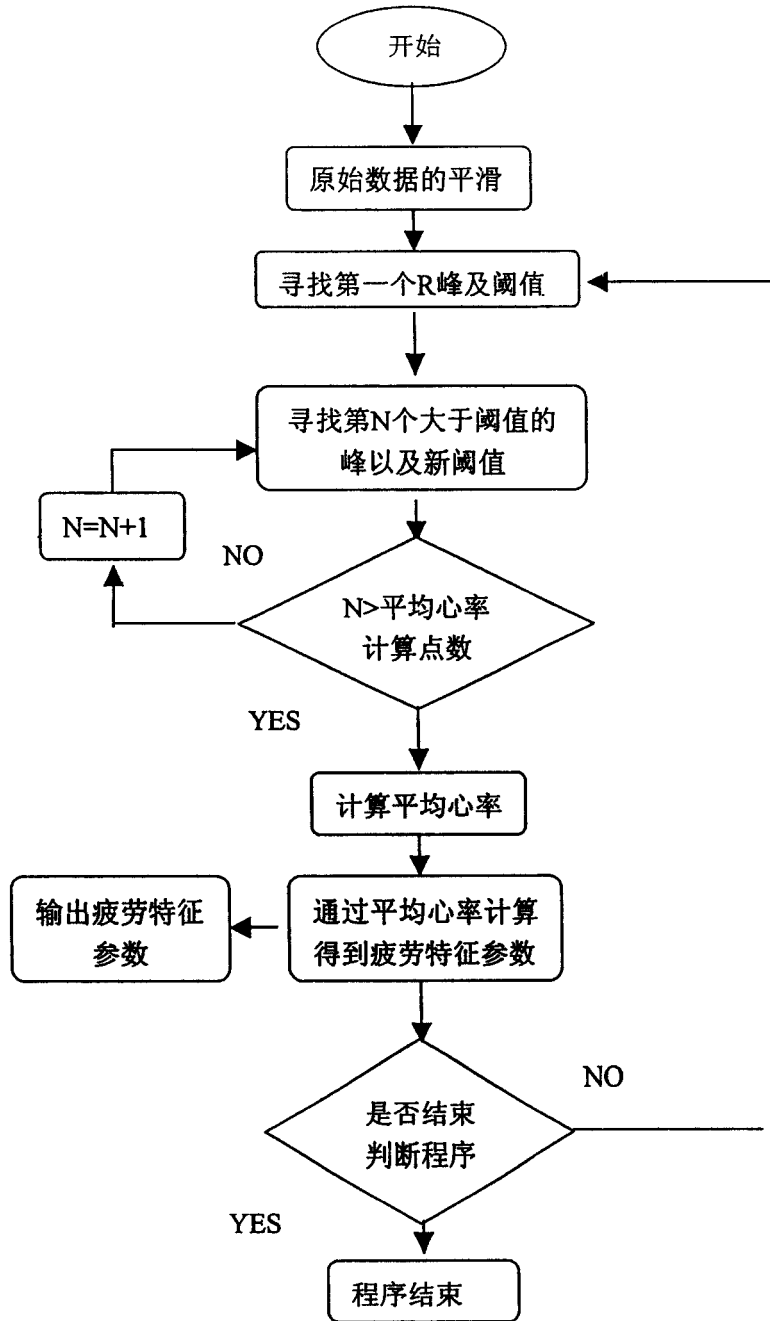 开始
原始数据的平滑
寻找第一个R峰及阈值
寻找第N个大于阈值的
峰以及新阈值
N=N+1
NO
N>平均心率
计算点数
YES
计算平均心率
输出疲劳特征
参数
通过平均心率计算
得到疲劳特征参数
NO
是否结束
判断程序
YES
程序结束